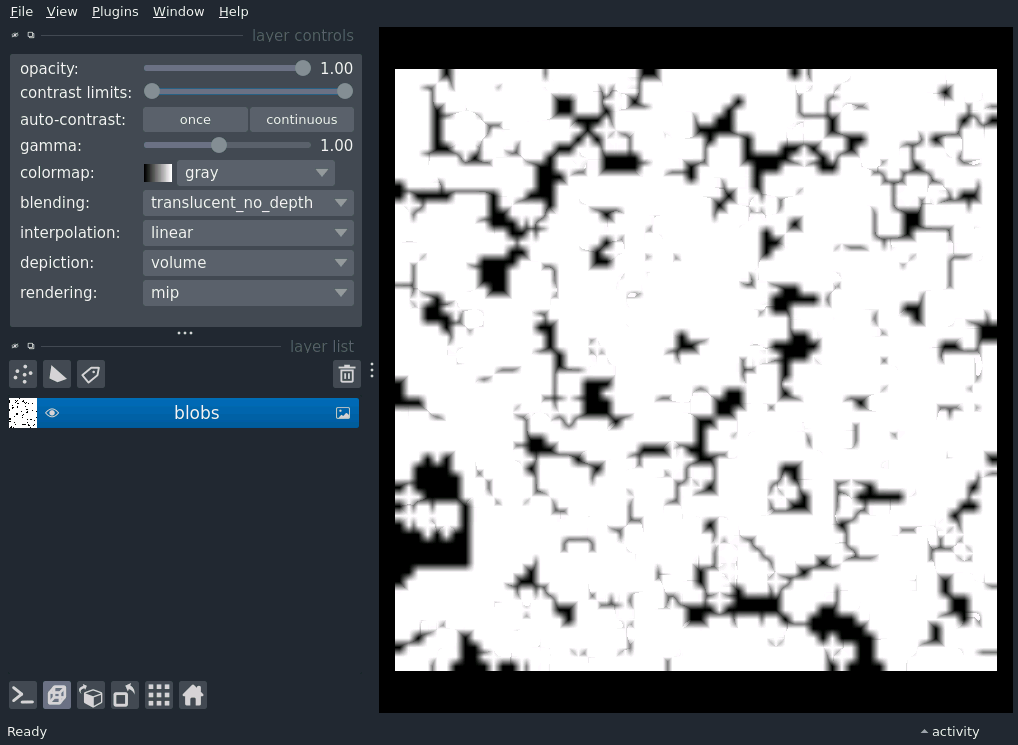 File View Plugins Window Help
layer controls
opacity: 1.00
contrast limits:
auto-contrast: once continuous
gamma: 1.00
colormap: gray
blending: translucent_no_depth
interpolation: linear
depiction: volume
rendering: mip
layer list
blobs
Ready activity